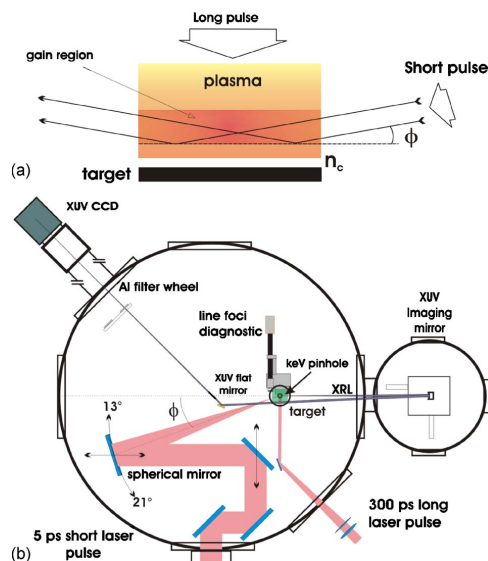 Long pulse
gain region
plasma
Short pulse
ϕ
n_c
(a)
target
XUV CCD
Al filter wheel
line foci
diagnostic
XUV
Imaging
mirror
keV pinhole
XUV flat
mirror
XRL
target
ϕ
13°
spherical mirror
21°
300 ps long
laser pulse
5 ps short laser
pulse
(b)